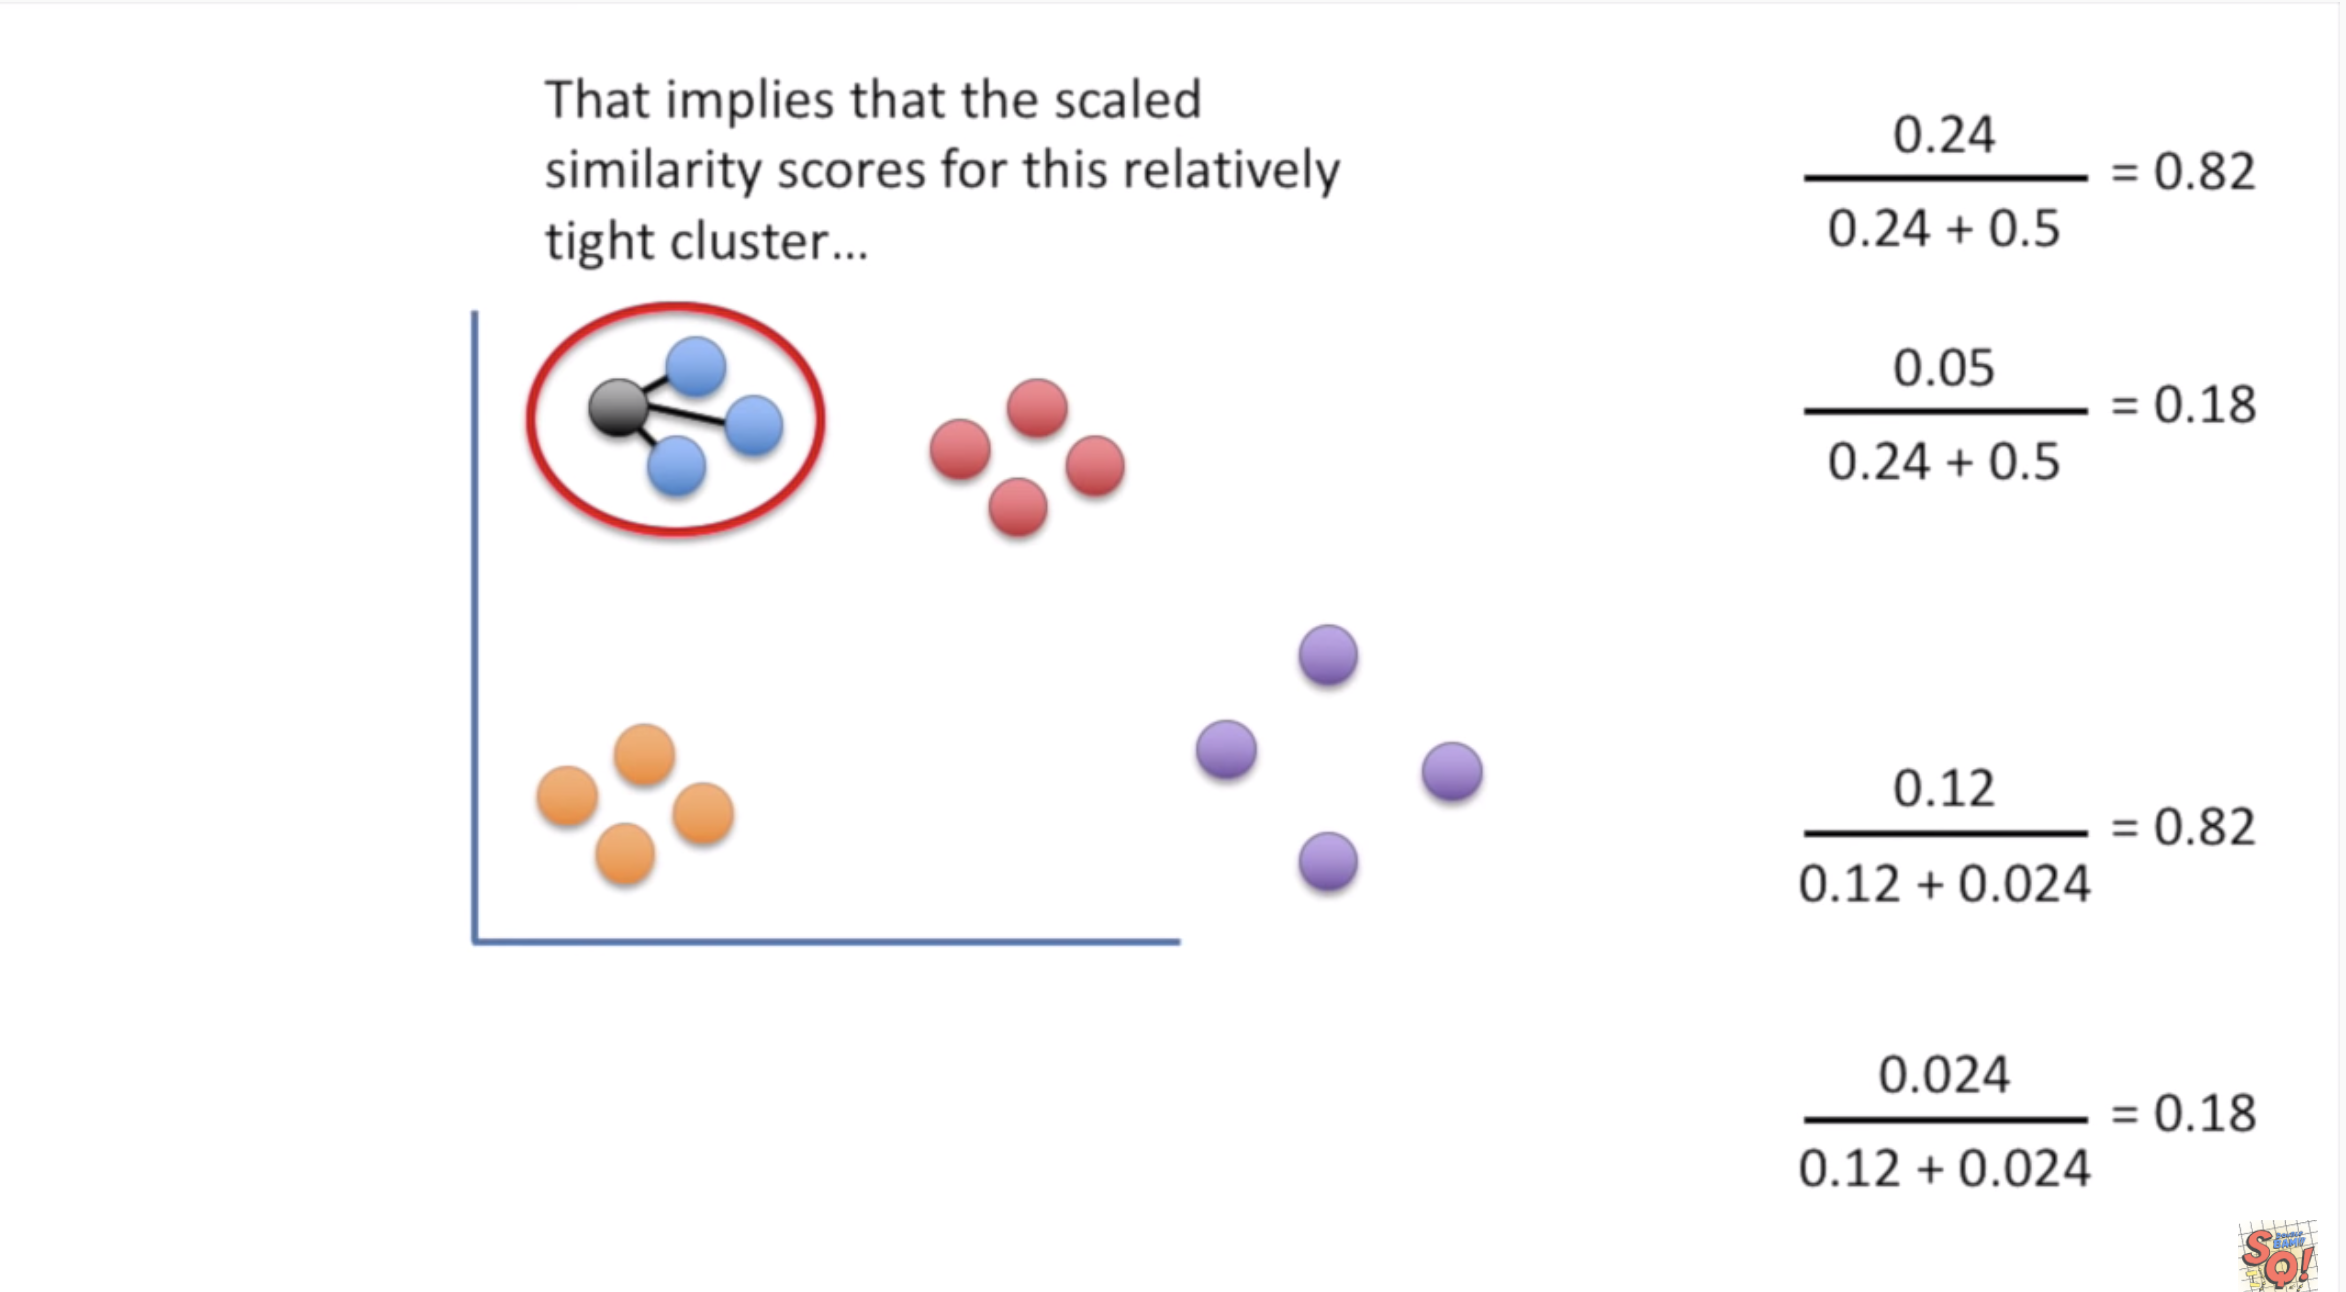 That implies that the scaled
similarity scores for this relatively
tight cluster...
0.24
0.24 + 0.5
= 0.82
0.05
0.24 + 0.5
= 0.18
0.12
0.12 + 0.024
= 0.82
0.024
0.12 + 0.024
= 0.18
SQ!